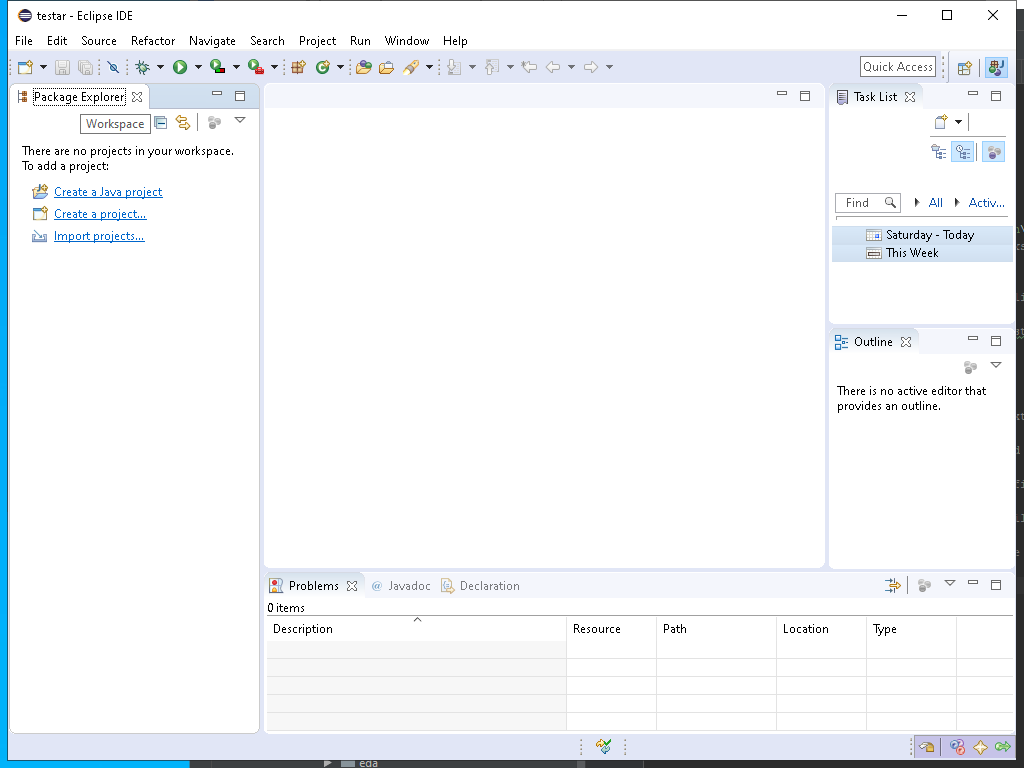 testar - Eclipse IDE
File Edit Source Refactor Navigate Search Project Run Window Help
Quick Access
Package Explorer
Workspace
There are no projects in your workspace.
To add a project:
Create a Java project
Create a project...
Import projects...
Task List
Find All Activ...
Saturday - Today
This Week
Outline
There is no active editor that
provides an outline.
Problems @ Javadoc Declaration
0 items
Description Resource Path Location Type
eda